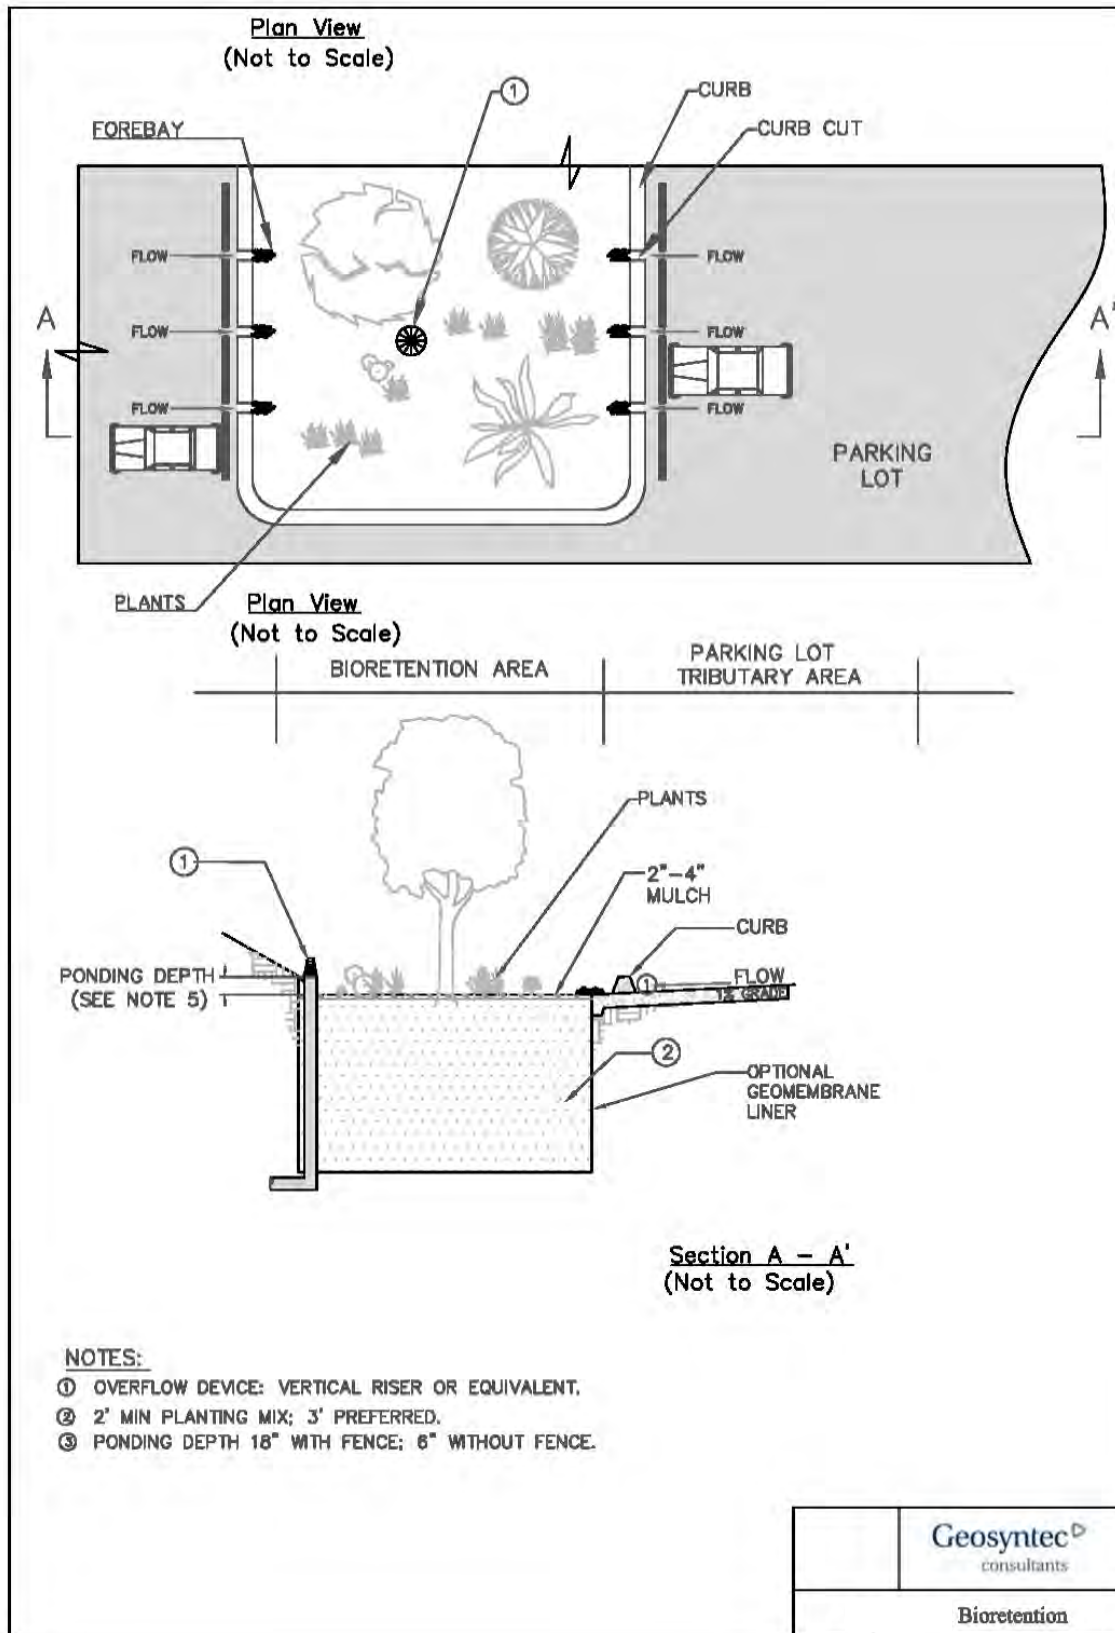 Plan View
(Not to Scale)
1
CURB
FOREBAY
CURB CUT
FLOW
FLOW
A
A'
FLOW
FLOW
FLOW
FLOW
PARKING
LOT
PLANTS
Plan View
(Not to Scale)
BIORETENTION AREA
PARKING LOT
TRIBUTARY AREA
PLANTS
1
2"-4"
MULCH
CURB
PONDING DEPTH
(SEE NOTE 5)
1
FLOW
1% GRADE
2
OPTIONAL
GEOMEMBRANE
LINER
Section A - A'
(Not to Scale)
NOTES:
1 OVERFLOW DEVICE: VERTICAL RISER OR EQUIVALENT.
2 2' MIN PLANTING MIX; 3' PREFERRED.
3 PONDING DEPTH 18" WITH FENCE; 6" WITHOUT FENCE.
Geosyntec
consultants
Bioretention